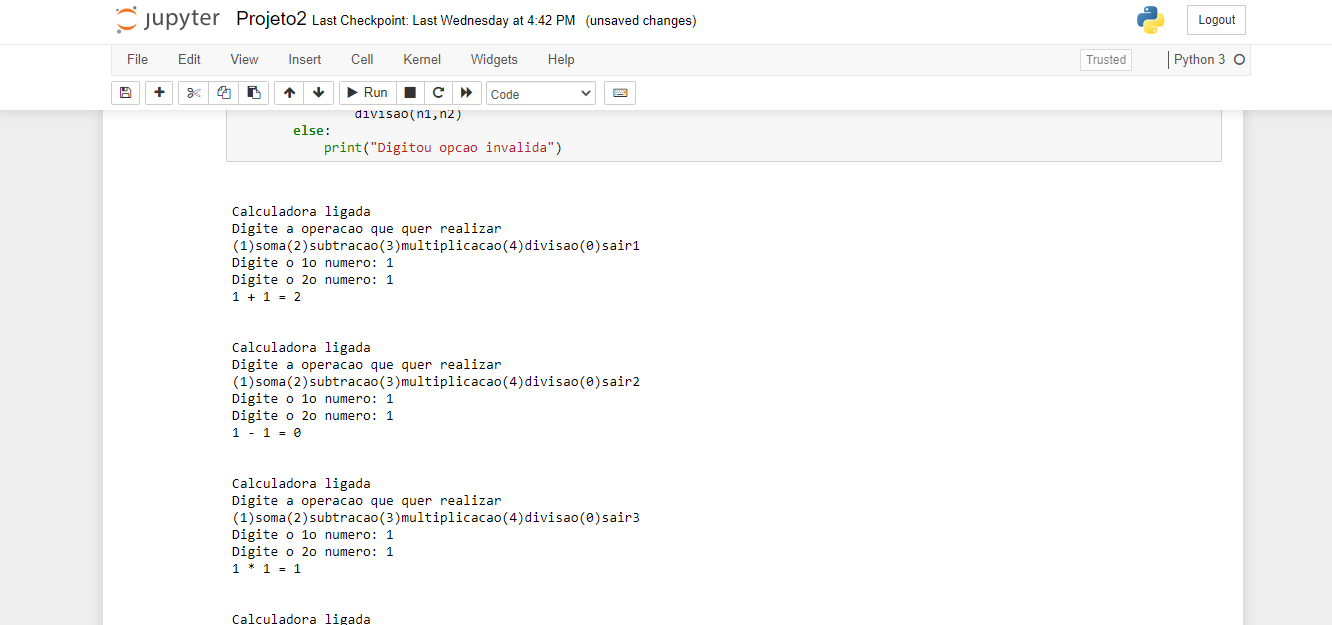 jupyter Projeto2 Last Checkpoint: Last Wednesday at 4:42 PM (unsaved changes) Logout
File Edit View Insert Cell Kernel Widgets Help Trusted Python 3
Run Code
divisao(n1,n2)
else:
print("Digitou opcao invalida")
Calculadora ligada
Digite a operacao que quer realizar
(1)soma(2)subtracao(3)multiplicacao(4)divisao(0)sair1
Digite o 1o numero: 1
Digite o 2o numero: 1
1 + 1 = 2
Calculadora ligada
Digite a operacao que quer realizar
(1)soma(2)subtracao(3)multiplicacao(4)divisao(0)sair2
Digite o 1o numero: 1
Digite o 2o numero: 1
1 - 1 = 0
Calculadora ligada
Digite a operacao que quer realizar
(1)soma(2)subtracao(3)multiplicacao(4)divisao(0)sair3
Digite o 1o numero: 1
Digite o 2o numero: 1
1 * 1 = 1
Calculadora ligada